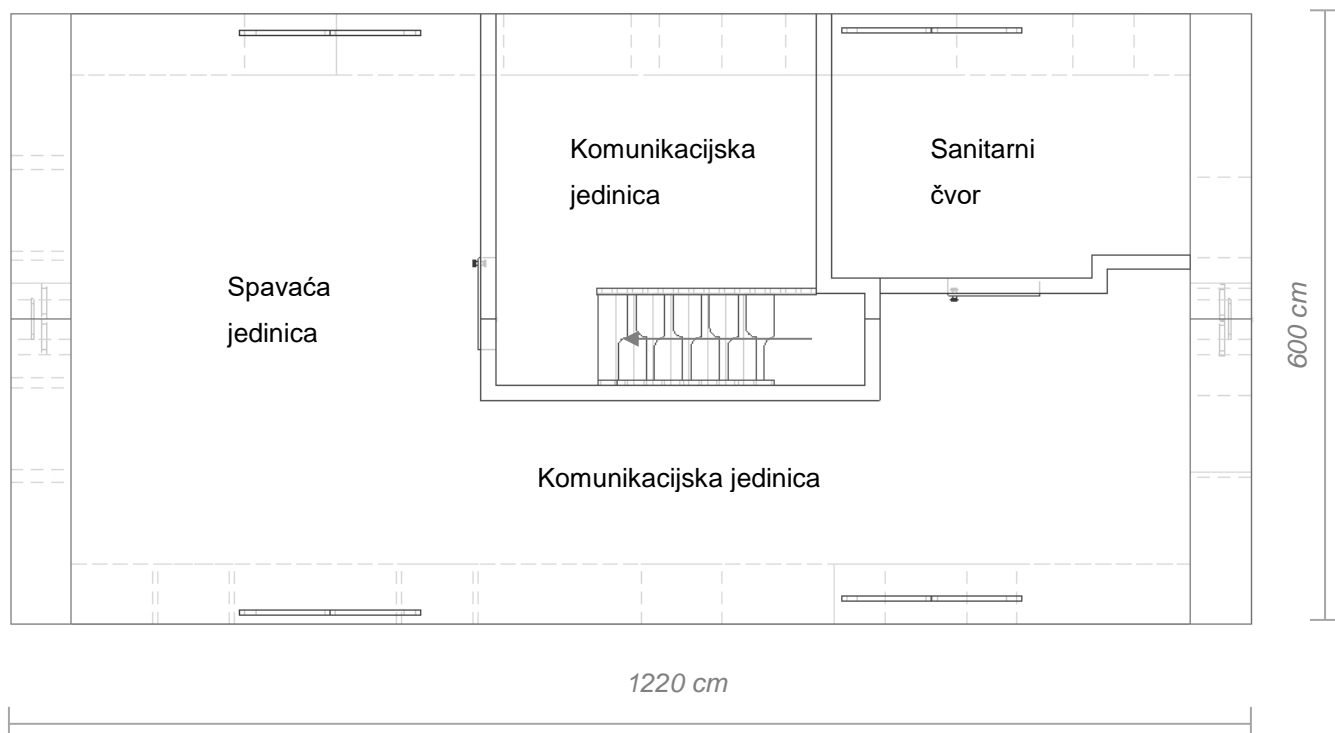 Komunikacijska
jedinica
Sanitarni
čvor
Spavaća
jedinica
600 cm
Komunikacijska jedinica
1220 cm